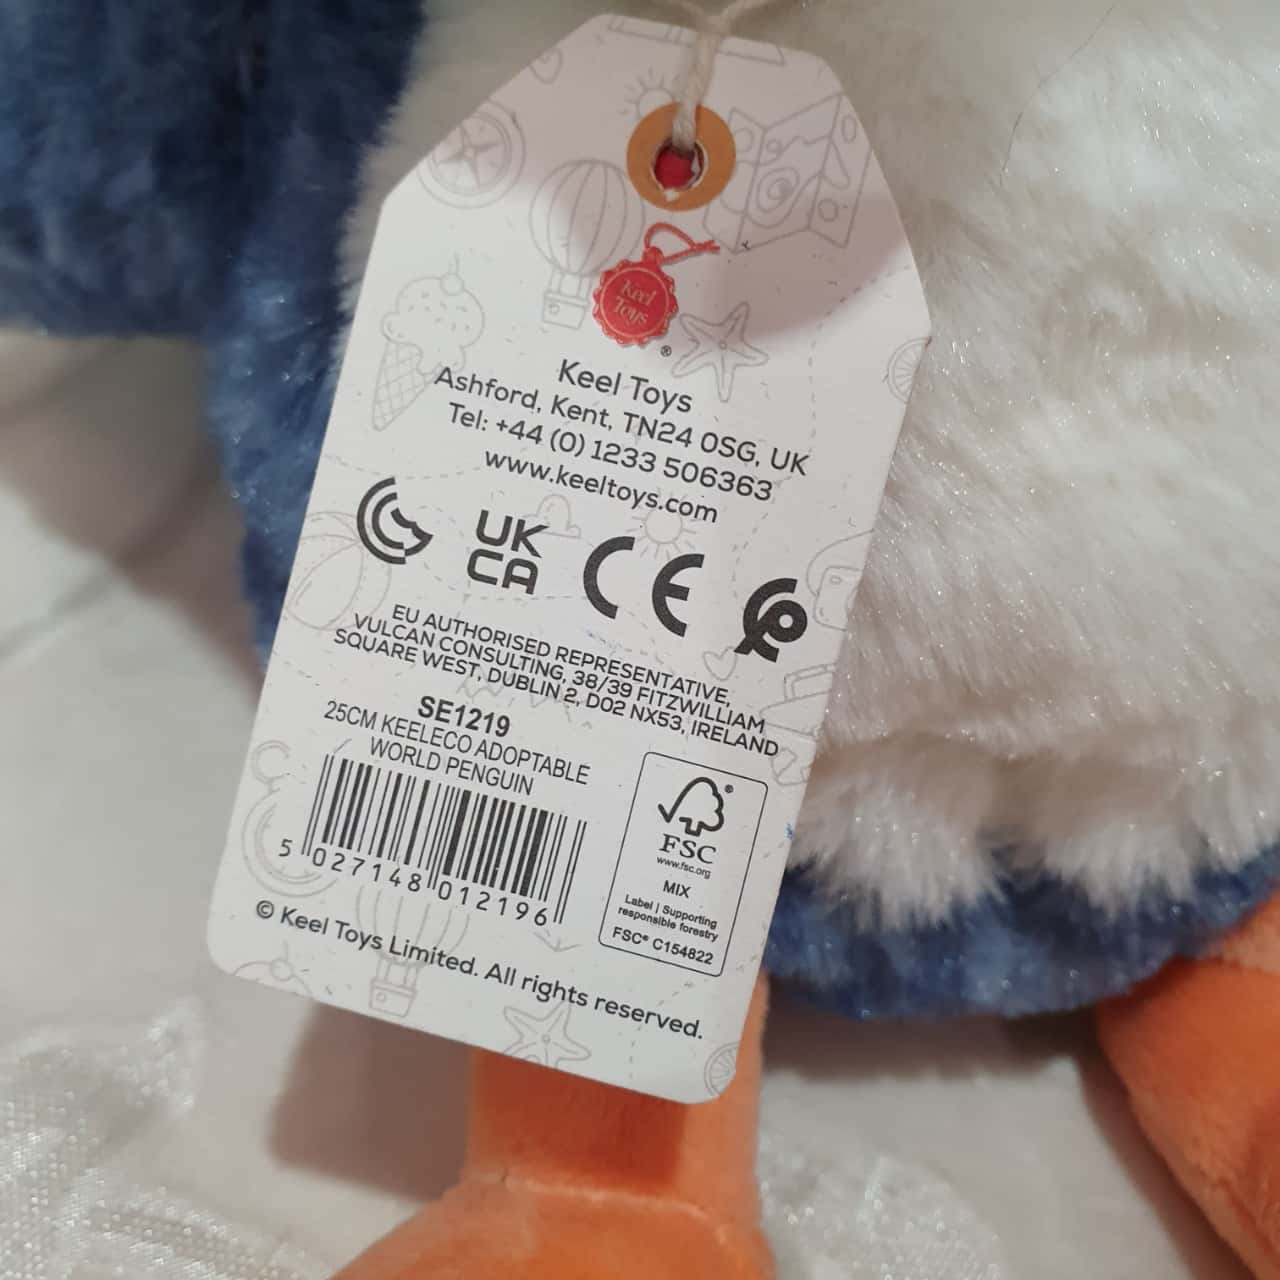 Keel
Toys
®
Keel Toys
Ashford, Kent, TN24 0SG, UK
Tel: +44 (0) 1233 506363
www.keeltoys.com
UK
CA
CE
EU AUTHORISED REPRESENTATIVE,
VULCAN CONSULTING, 38/39 FITZWILLIAM
SQUARE WEST, DUBLIN 2, D02 NX53, IRELAND
SE1219
25CM KEELECO ADOPTABLE
WORLD PENGUIN
5 027148 012196
®
FSC
www.fsc.org
MIX
Label | Supporting
responsible forestry
FSC® C154822
© Keel Toys Limited. All rights reserved.